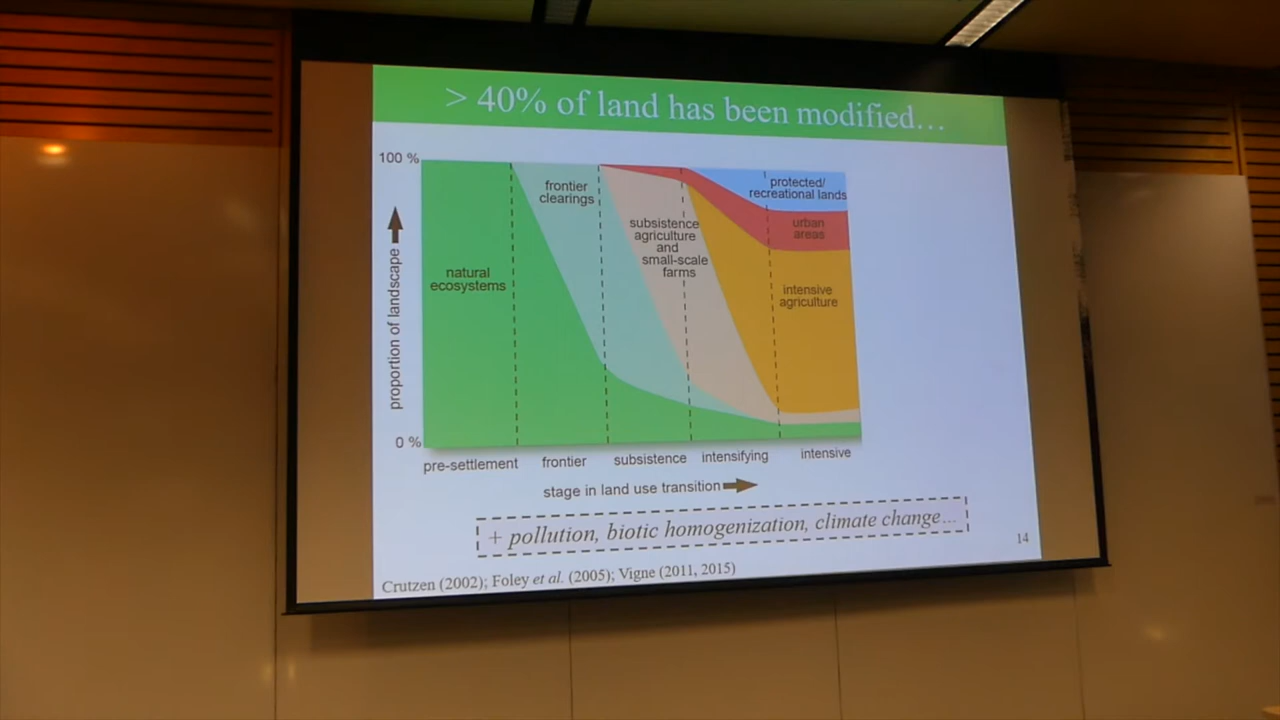 > 40% of land has been modified…
100 %
proportion of landscape
0 %
natural
ecosystems
frontier
clearings
subsistence
agriculture
and
small-scale
farms
protected/
recreational lands
urban
areas
intensive
agriculture
pre-settlement
frontier
subsistence
intensifying
intensive
stage in land use transition
+ pollution, biotic homogenization, climate change…
14
Crutzen (2002); Foley et al. (2005); Vigne (2011, 2015)